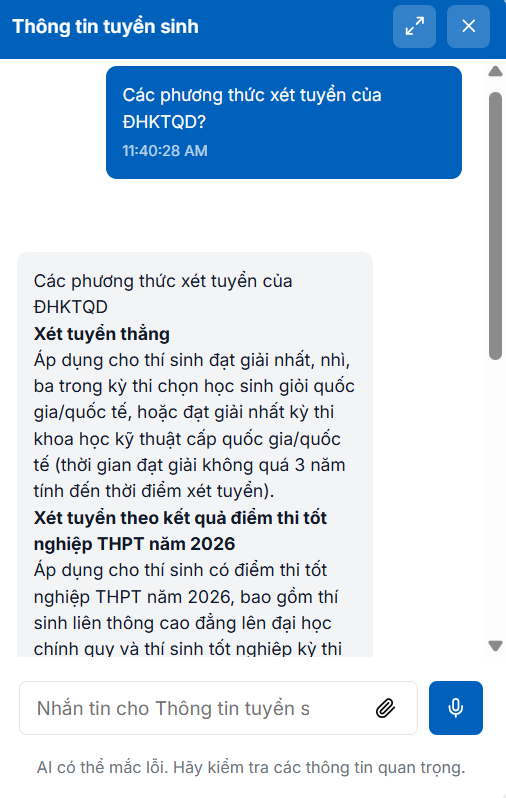 Thông tin tuyển sinh
Các phương thức xét tuyển của
ĐHKTQD?
11:40:28 AM
Các phương thức xét tuyển của
ĐHKTQD
Xét tuyển thẳng
Áp dụng cho thí sinh đạt giải nhất, nhì,
ba trong kỳ thi chọn học sinh giỏi quốc
gia/quốc tế, hoặc đạt giải nhất kỳ thi
khoa học kỹ thuật cấp quốc gia/quốc
tế (thời gian đạt giải không quá 3 năm
tính đến thời điểm xét tuyển).
Xét tuyển theo kết quả điểm thi tốt
nghiệp THPT năm 2026
Áp dụng cho thí sinh có điểm thi tốt
nghiệp THPT năm 2026, bao gồm thí
sinh liên thông cao đẳng lên đại học
chính quy và thí sinh tốt nghiệp kỳ thi
Nhắn tin cho Thông tin tuyển s
AI có thể mắc lỗi. Hãy kiểm tra các thông tin quan trọng.